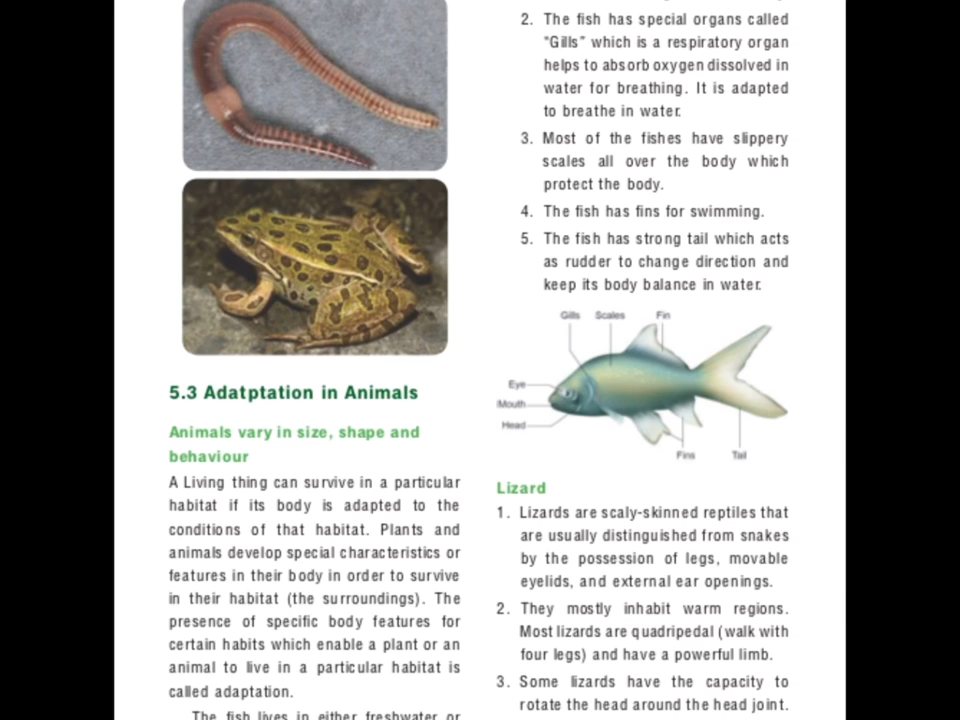 5.3 Adatptation in Animals
Animals vary in size, shape and
behaviour
A Living thing can survive in a particular
habitat if its body is adapted to the
conditions of that habitat. Plants and
animals develop special characteristics or
features in their body in order to survive
in their habitat (the surroundings). The
presence of specific body features for
certain habits which enable a plant or an
animal to live in a particular habitat is
called adaptation.
The fish lives in either freshwater or
2. The fish has special organs called
"Gills" which is a respiratory organ
helps to absorb oxygen dissolved in
water for breathing. It is adapted
to breathe in water.
3. Most of the fishes have slippery
scales all over the body which
protect the body.
4. The fish has fins for swimming.
5. The fish has strong tail which acts
as rudder to change direction and
keep its body balance in water.
Gills Scales Fin
Eye
Mouth
Head
Fins Tail
Lizard
1. Lizards are scaly-skinned reptiles that
are usually distinguished from snakes
by the possession of legs, movable
eyelids, and external ear openings.
2. They mostly inhabit warm regions.
Most lizards are quadripedal (walk with
four legs) and have a powerful limb.
3. Some lizards have the capacity to
rotate the head around the head joint.